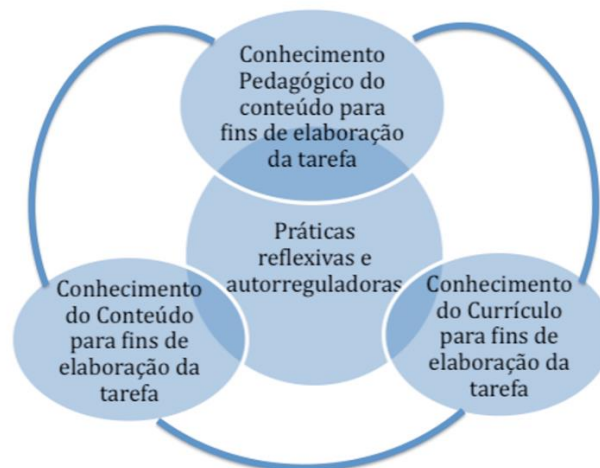 Conhecimento
Pedagógico do
conteúdo para
fins de elaboração
da tarefa
Práticas
reflexivas e
autorreguladoras
Conhecimento
do Conteúdo
para fins de
elaboração da
tarefa
Conhecimento
do Currículo
para fins de
elaboração da
tarefa